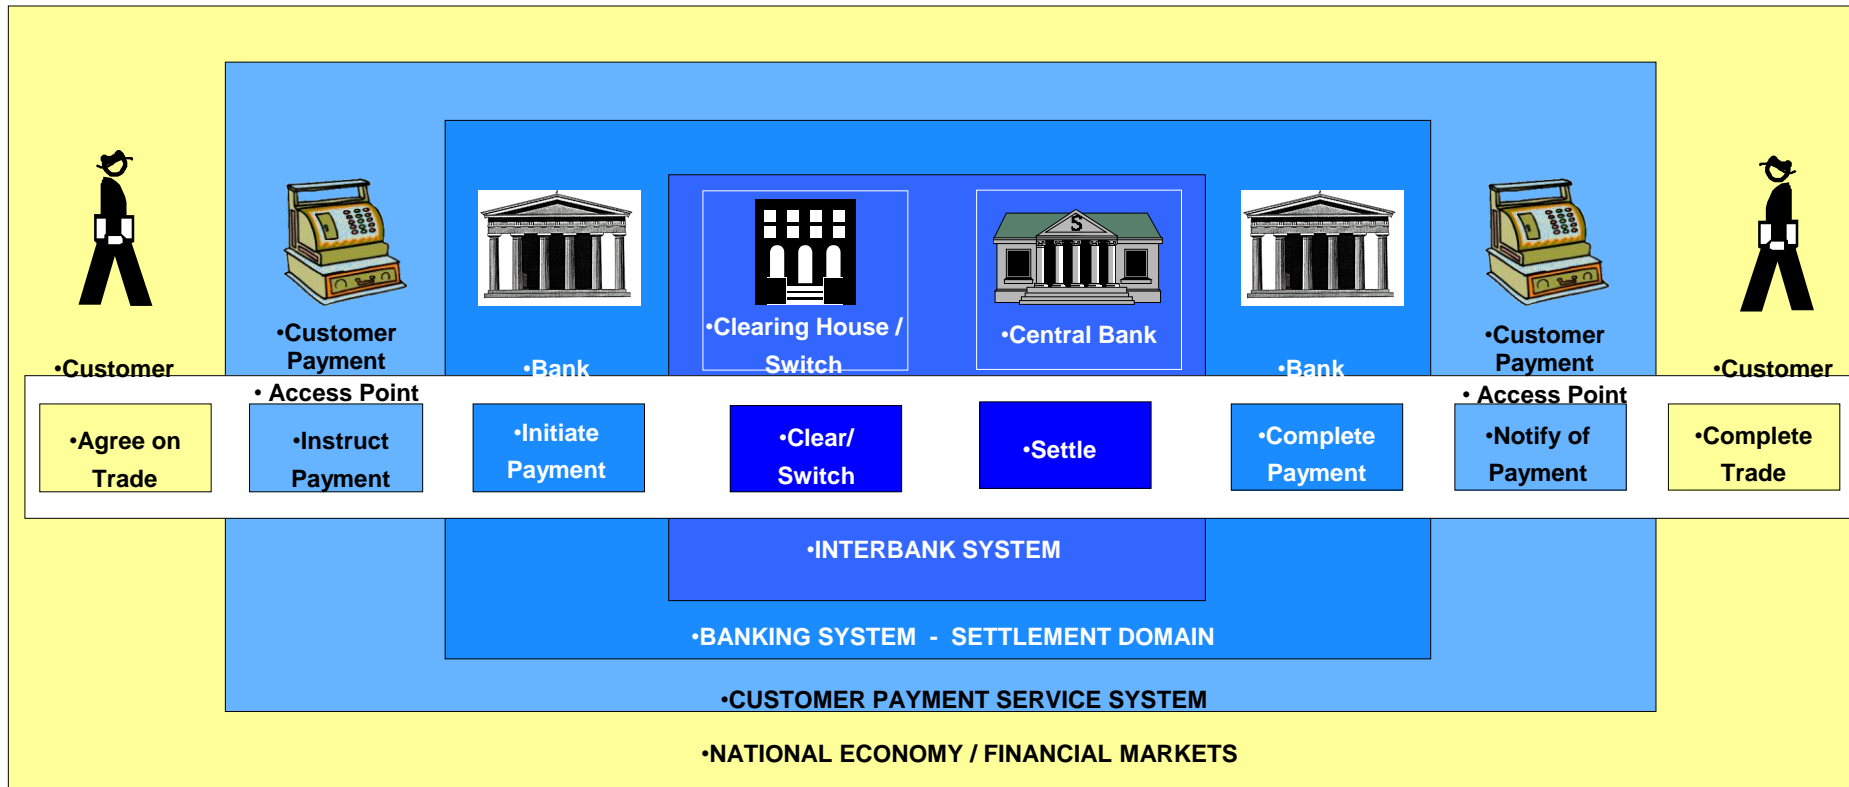 •Customer
•Customer
Payment
• Access Point
•Bank
•Clearing House /
Switch
•Central Bank
•Bank
•Customer
Payment
• Access Point
•Customer
•Agree on
Trade
•Instruct
Payment
•Initiate
Payment
•Clear/
Switch
•Settle
•Complete
Payment
•Notify of
Payment
•Complete
Trade
•INTERBANK SYSTEM
•BANKING SYSTEM - SETTLEMENT DOMAIN
•CUSTOMER PAYMENT SERVICE SYSTEM
•NATIONAL ECONOMY / FINANCIAL MARKETS